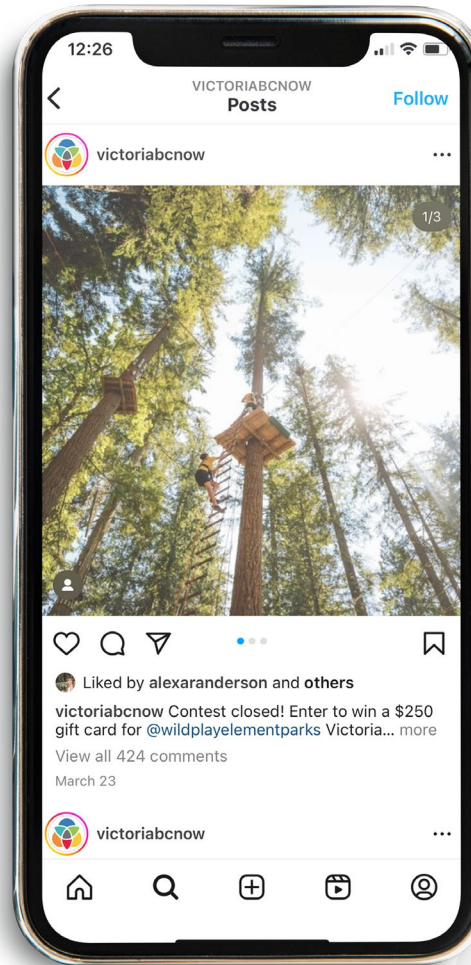 12:26
VICTORIABCNOW
Posts
Follow
victoriabcnow
1/3
Liked by alexaranderson and others
victoriabcnow Contest closed! Enter to win a $250
gift card for @wildplayelementparks Victoria... more
View all 424 comments
March 23
victoriabcnow